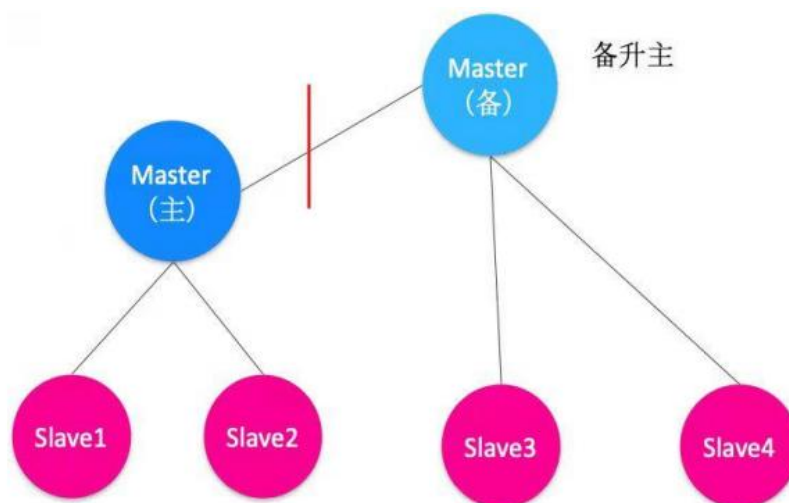 Master
(备)
备升主
Master
(主)
Slave1
Slave2
Slave3
Slave4